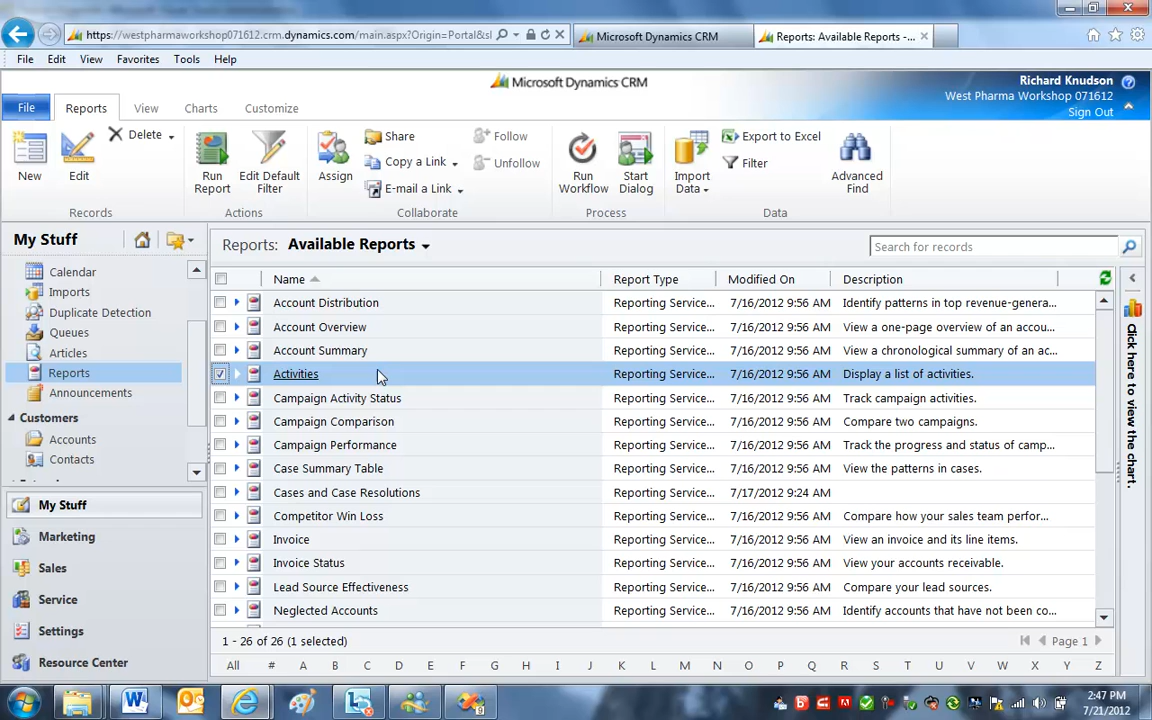 https://westpharmaworkshop071612.crm.dynamics.com/main.aspx?Origin=Portal&sl
Microsoft Dynamics CRM
Reports: Available Reports -...
File Edit View Favorites Tools Help
Microsoft Dynamics CRM
Richard Knudson
West Pharma Workshop 071612
Sign Out
File Reports View Charts Customize
New
Edit
Delete
Records
Run Report
Edit Default Filter
Actions
Assign
Share
Copy a Link
E-mail a Link
Follow
Unfollow
Collaborate
Run Workflow
Start Dialog
Process
Import Data
Export to Excel
Filter
Advanced Find
Data
My Stuff
Calendar
Imports
Duplicate Detection
Queues
Articles
Reports
Announcements
Customers
Accounts
Contacts
My Stuff
Marketing
Sales
Service
Settings
Resource Center
Reports: Available Reports
Search for records
Name Report Type Modified On Description
Account Distribution Reporting Service... 7/16/2012 9:56 AM Identify patterns in top revenue-genera...
Account Overview Reporting Service... 7/16/2012 9:56 AM View a one-page overview of an accou...
Account Summary Reporting Service... 7/16/2012 9:56 AM View a chronological summary of an ac...
Activities Reporting Service... 7/16/2012 9:56 AM Display a list of activities.
Campaign Activity Status Reporting Service... 7/16/2012 9:56 AM Track campaign activities.
Campaign Comparison Reporting Service... 7/16/2012 9:56 AM Compare two campaigns.
Campaign Performance Reporting Service... 7/16/2012 9:56 AM Track the progress and status of camp...
Case Summary Table Reporting Service... 7/16/2012 9:56 AM View the patterns in cases.
Cases and Case Resolutions Reporting Service... 7/17/2012 9:24 AM
Competitor Win Loss Reporting Service... 7/16/2012 9:56 AM Compare how your sales team perfor...
Invoice Reporting Service... 7/16/2012 9:56 AM View an invoice and its line items.
Invoice Status Reporting Service... 7/16/2012 9:56 AM View your accounts receivable.
Lead Source Effectiveness Reporting Service... 7/16/2012 9:56 AM Compare your lead sources.
Neglected Accounts Reporting Service... 7/16/2012 9:56 AM Identify accounts that have not been co...
1 - 26 of 26 (1 selected)
Page 1
All # A B C D E F G H I J K L M N O P Q R S T U V W X Y Z
Click here to view the chart.
2:47 PM
7/21/2012